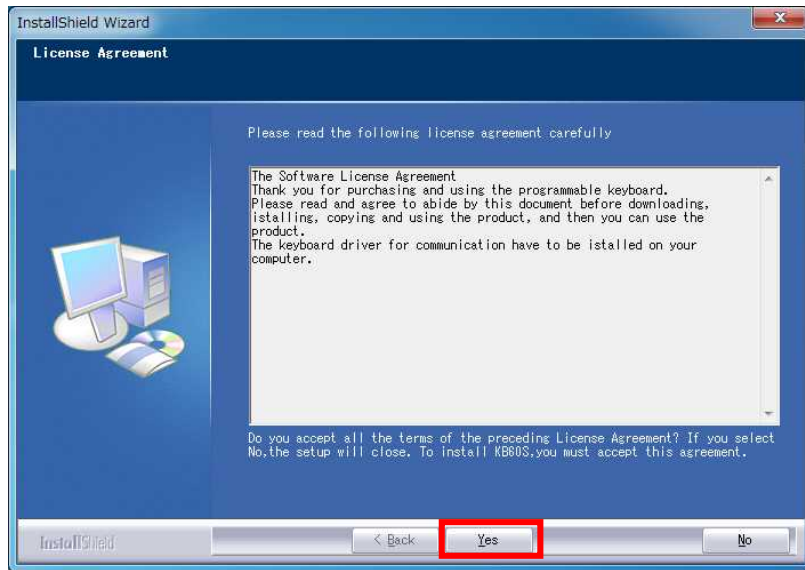 InstallShield Wizard
License Agreement
Please read the following license agreement carefully
The Software License Agreement
Thank you for purchasing and using the programmable keyboard.
Please read and agree to abide by this document before downloading,
istalling, copying and using the product, and then you can use the
product.
The keyboard driver for communication have to be istalled on your
computer.
Do you accept all the terms of the preceding License Agreement? If you select
No,the setup will close. To install KB60S,you must accept this agreement.
InstallShield
< Back
Yes
No